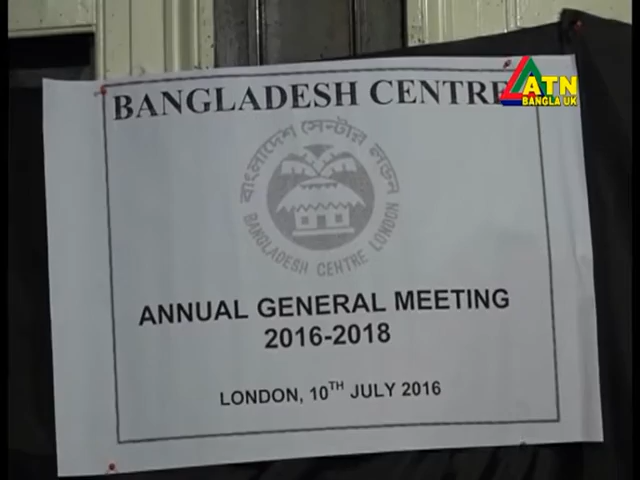 BANGLADESH CENTRE
ATN
BANGLA UK
বাংলাদেশ সেন্টার লন্ডন
BANGLADESH CENTRE LONDON
ANNUAL GENERAL MEETING
2016-2018
LONDON, 10TH JULY 2016